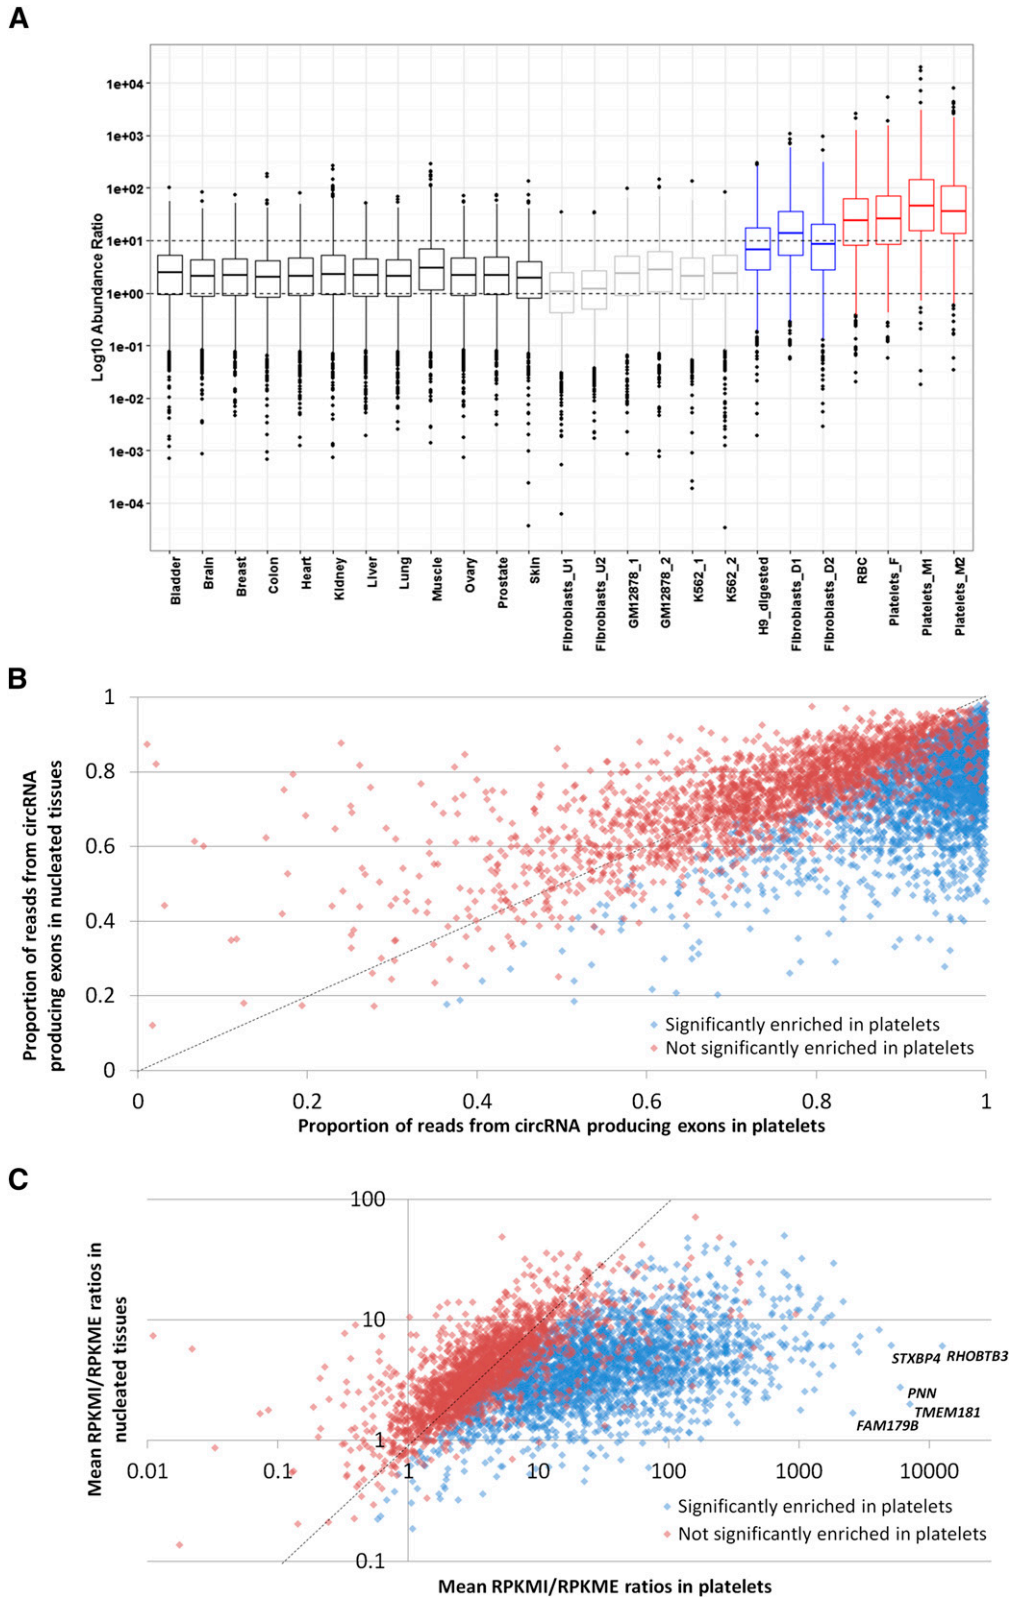 A
1e+04
1e+03
1e+02
1e+01
1e+00
1e-01
1e-02
1e-03
1e-04
Log10 Abundance Ratio
Bladder
Brain
Breast
Colon
Heart
Kidney
Liver
Lung
Muscle
Ovary
Prostate
Skin
Fibroblasts_U1
Fibroblasts_U2
GM12878_1
GM12878_2
K562_1
K562_2
H9_digested
Fibroblasts_D1
Fibroblasts_D2
RBC
Platelets_F
Platelets_M1
Platelets_M2
B
Proportion of reasds from circRNA
producing exons in nucleated tissues
1
0.8
0.6
0.4
0.2
0
Significantly enriched in platelets
Not significantly enriched in platelets
0 0.2 0.4 0.6 0.8 1
Proportion of reads from circRNA producing exons in platelets
C
Mean RPKMI/RPKME ratios in
nucleated tissues
100
10
STXBP4 RHOBTB3
PNN
TMEM181
FAM179B
1
0.01 0.1 1 10 100 1000 10000
Significantly enriched in platelets
Not significantly enriched in platelets
0.1
Mean RPKMI/RPKME ratios in platelets